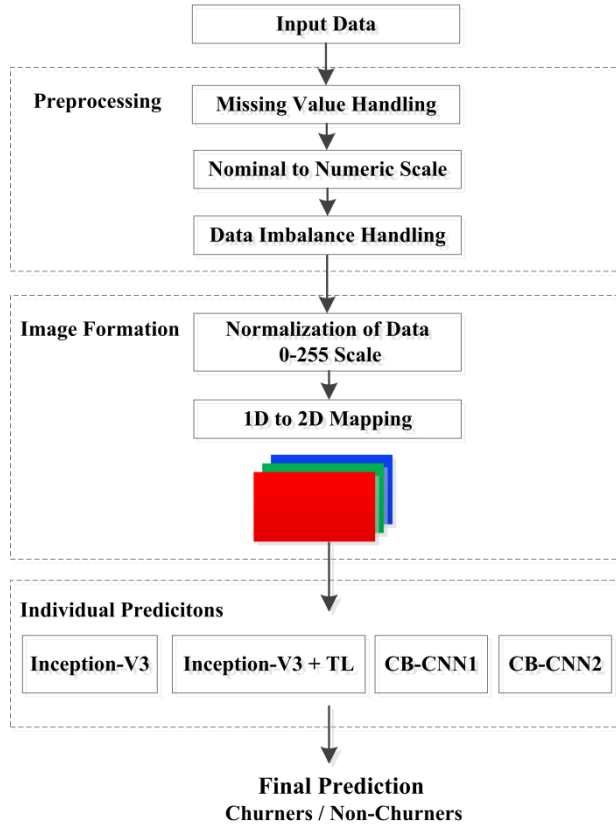 Input Data
Preprocessing
Missing Value Handling
Nominal to Numeric Scale
Data Imbalance Handling
Image Formation
Normalization of Data
0-255 Scale
1D to 2D Mapping
Individual Predicitons
Inception-V3
Inception-V3 + TL
CB-CNN1
CB-CNN2
Final Prediction
Churners / Non-Churners